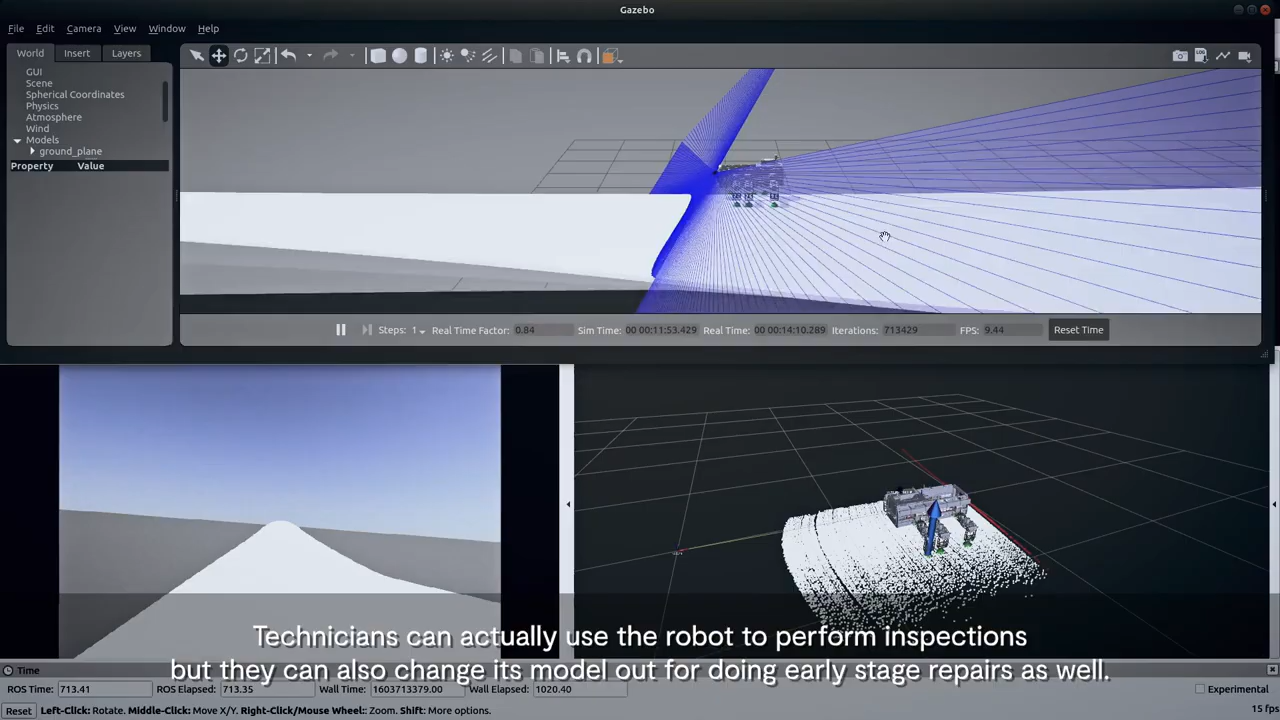 Gazebo
File Edit Camera View Window Help
World Insert Layers
GUI
Scene
Spherical Coordinates
Physics
Atmosphere
Wind
Models
ground_plane
Property Value
Steps: 1 Real Time Factor: 0.84 Sim Time: 00 00:11:53.429 Real Time: 00 00:14:10.289 Iterations: 713429 FPS: 9.44 Reset Time
Technicians can actually use the robot to perform inspections
but they can also change its model out for doing early stage repairs as well.
Time
ROS Time: 713.41 ROS Elapsed: 713.35 Wall Time: 1603713379.00 Wall Elapsed: 1020.40 Experimental
Reset Left-Click: Rotate. Middle-Click: Move X/Y. Right-Click/Mouse Wheel:: Zoom. Shift: More options. 15 fps